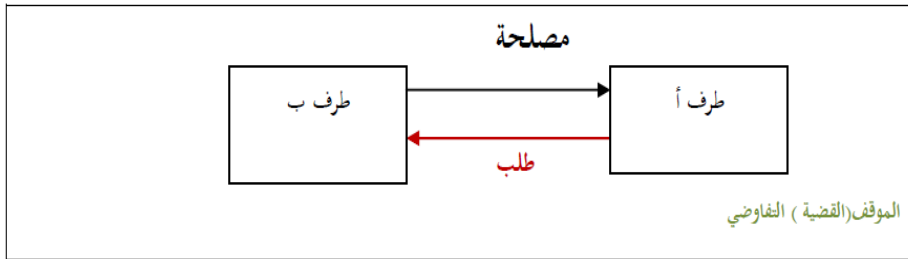 مصلحة
طرف أ
طرف ب
طلب
الموقف(القضية ) التفاوضي